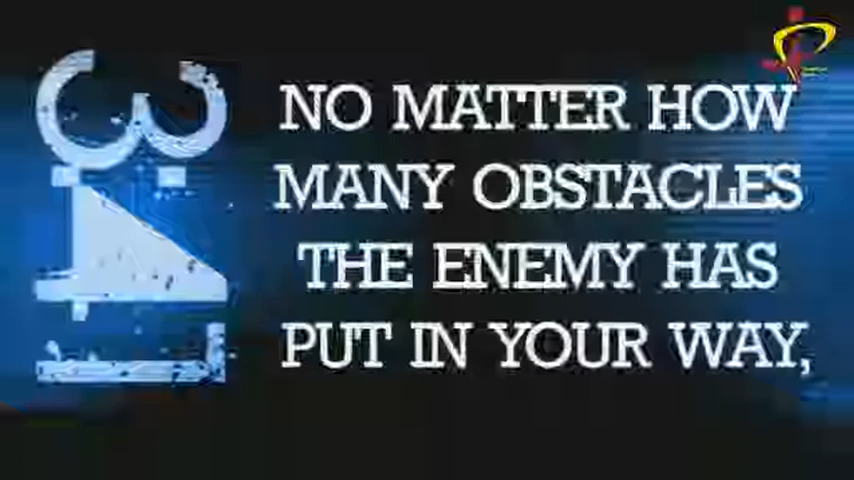 NO MATTER HOW
MANY OBSTACLES
THE ENEMY HAS
PUT IN YOUR WAY,